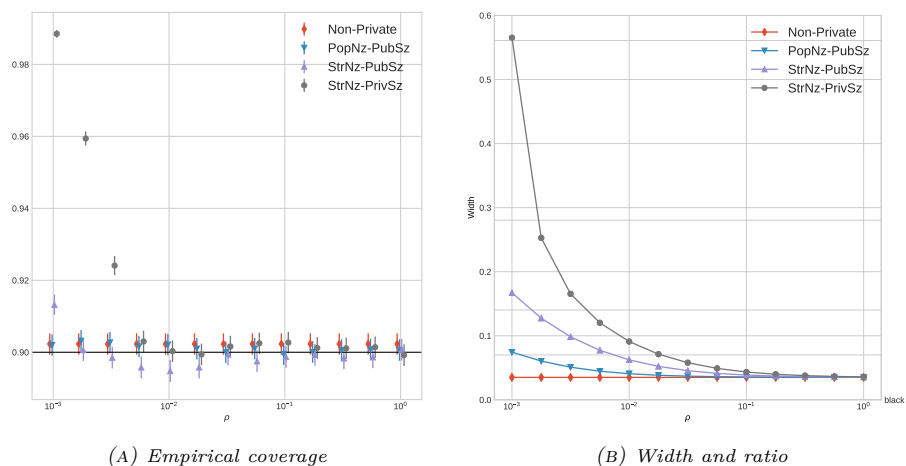 Non-Private
PopNz-PubSz
StrNz-PubSz
StrNz-PrivSz
0.98
0.96
0.94
0.92
0.90
10⁻³ 10⁻² 10⁻¹ 10⁰
ρ
(A) Empirical coverage
Non-Private
PopNz-PubSz
StrNz-PubSz
StrNz-PrivSz
0.6
0.5
0.4
0.3
0.2
0.1
0.0
Width
10⁻³ 10⁻² 10⁻¹ 10⁰
black
ρ
(B) Width and ratio